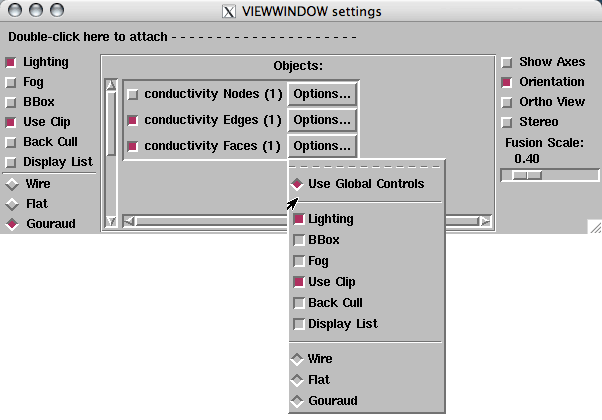 X VIEWWINDOW settings
Double-click here to attach - - - - - - - - - - - - - - - - - - - - -
Lighting
Fog
BBox
Use Clip
Back Cull
Display List
Wire
Flat
Gouraud
Objects:
conductivity Nodes (1) Options...
conductivity Edges (1) Options...
conductivity Faces (1) Options...
Use Global Controls
Lighting
BBox
Fog
Use Clip
Back Cull
Display List
Wire
Flat
Gouraud
Show Axes
Orientation
Ortho View
Stereo
Fusion Scale:
0.40